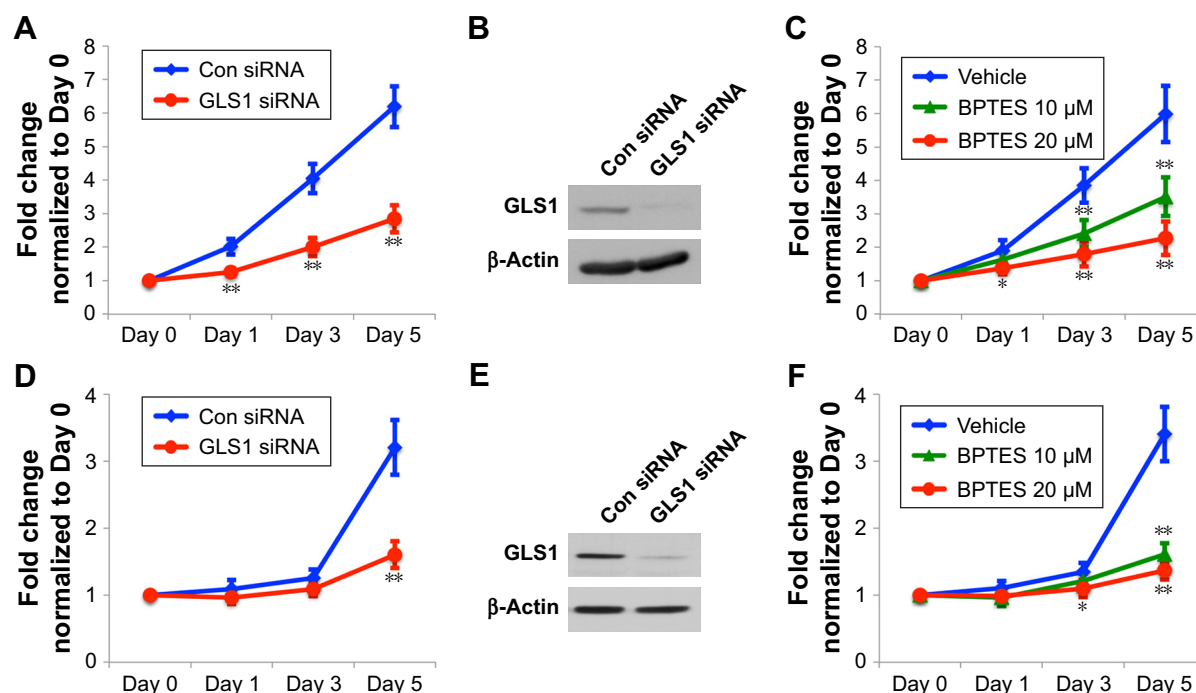 A
Fold change
normalized to Day 0
8
7
6
5
4
3
2
1
0
Con siRNA
GLS1 siRNA
**
**
**
Day 0 Day 1 Day 3 Day 5
B
Con siRNA
GLS1 siRNA
GLS1
β-Actin
C
Fold change
normalized to Day 0
8
7
6
5
4
3
2
1
0
Vehicle
BPTES 10 µM
BPTES 20 µM
**
**
*
**
**
Day 0 Day 1 Day 3 Day 5
D
Fold change
normalized to Day 0
4
3
2
1
0
Con siRNA
GLS1 siRNA
**
Day 0 Day 1 Day 3 Day 5
E
Con siRNA
GLS1 siRNA
GLS1
β-Actin
F
Fold change
normalized to Day 0
4
3
2
1
0
Vehicle
BPTES 10 µM
BPTES 20 µM
**
*
**
Day 0 Day 1 Day 3 Day 5